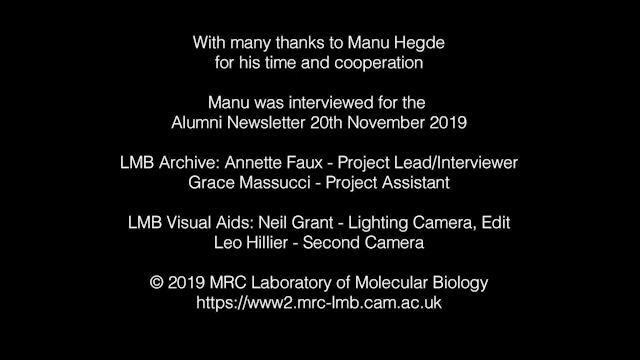 With many thanks to Manu Hegde
for his time and cooperation
Manu was interviewed for the
Alumni Newsletter 20th November 2019
LMB Archive: Annette Faux - Project Lead/Interviewer
Grace Massucci - Project Assistant
LMB Visual Aids: Neil Grant - Lighting Camera, Edit
Leo Hillier - Second Camera
© 2019 MRC Laboratory of Molecular Biology
https://www2.mrc-lmb.cam.ac.uk